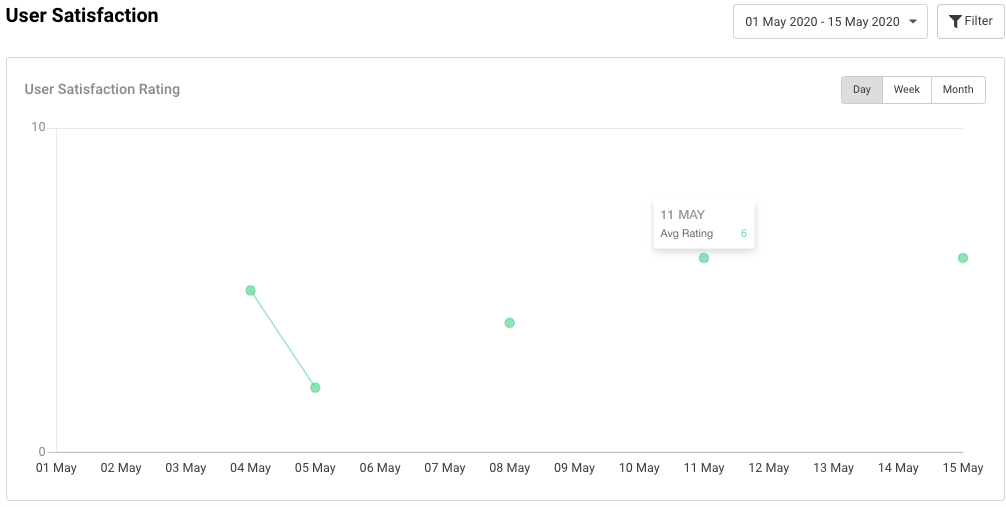 User Satisfaction
01 May 2020 - 15 May 2020
Filter
User Satisfaction Rating
Day Week Month
10
11 MAY
Avg Rating 6
0
01 May 02 May 03 May 04 May 05 May 06 May 07 May 08 May 09 May 10 May 11 May 12 May 13 May 14 May 15 May